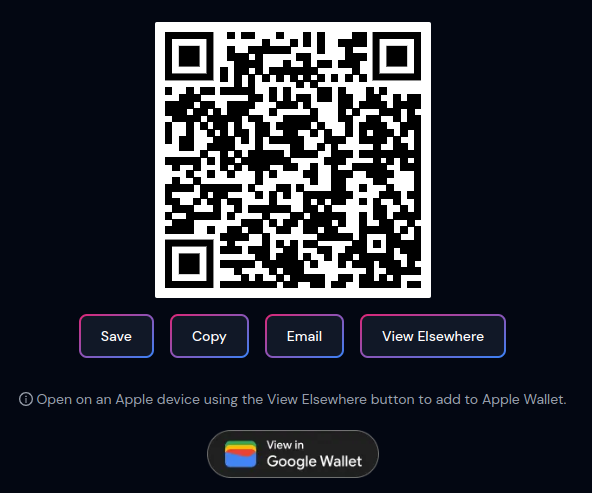 Save
Copy
Email
View Elsewhere
Open on an Apple device using the View Elsewhere button to add to Apple Wallet.
View in
Google Wallet